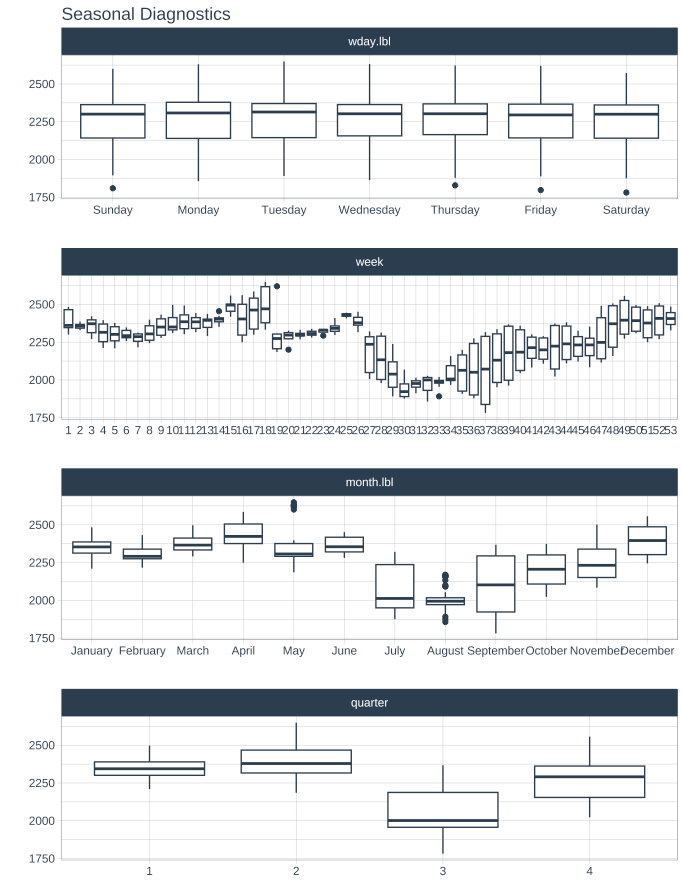 Seasonal Diagnostics
wday.lbl
2500
2250
2000
1750
Sunday Monday Tuesday Wednesday Thursday Friday Saturday
week
2500
2250
2000
1750
1 2 3 4 5 6 7 8 9 10 11 12 13 14 15 16 17 18 19 20 21 22 23 24 25 26 27 28 29 30 31 32 33 34 35 36 37 38 39 40 41 42 43 44 45 46 47 48 49 50 51 52 53
month.lbl
2500
2250
2000
1750
January February March April May June July August September October November December
quarter
2500
2250
2000
1750
1 2 3 4